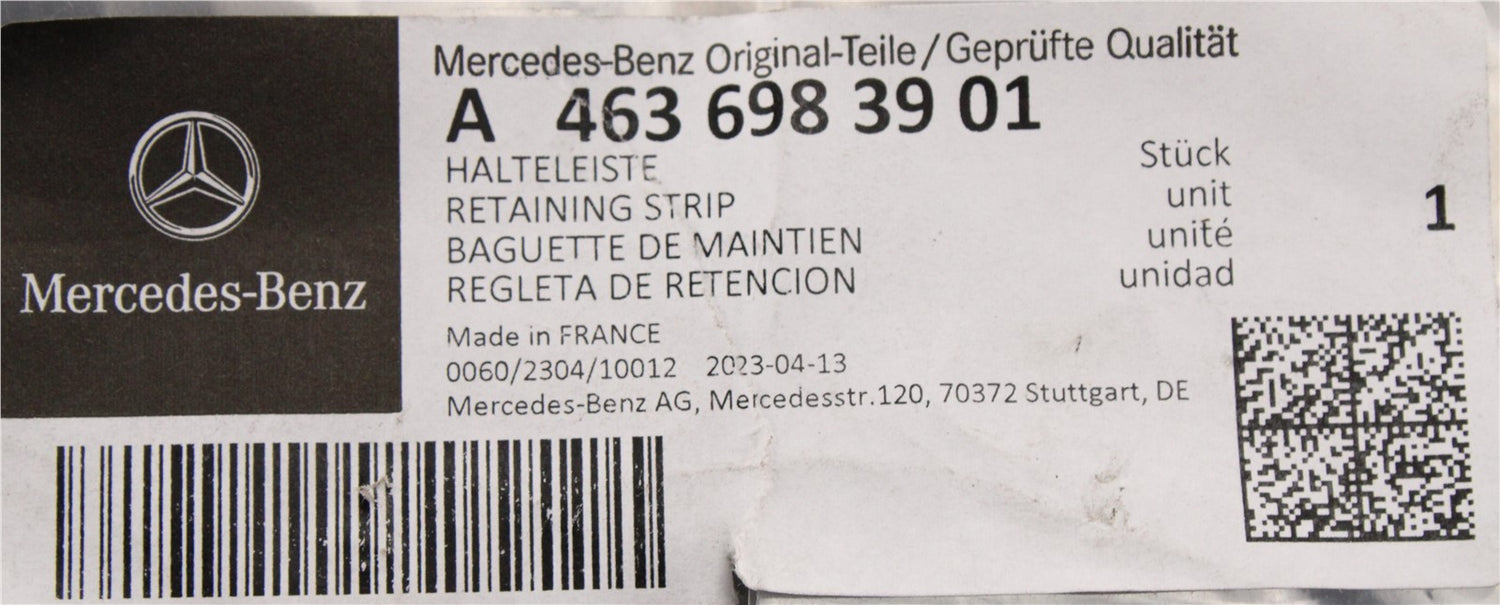 Mercedes-Benz
Mercedes-Benz Original-Teile/Geprüfte Qualität
A 463 698 39 01
HALTELEISTE
RETAINING STRIP
BAGUETTE DE MAINTIEN
REGLETA DE RETENCION
Stück
unit
unité
unidad
1
Made in FRANCE
0060/2304/10012 2023-04-13
Mercedes-Benz AG, Mercedesstr.120, 70372 Stuttgart, DE